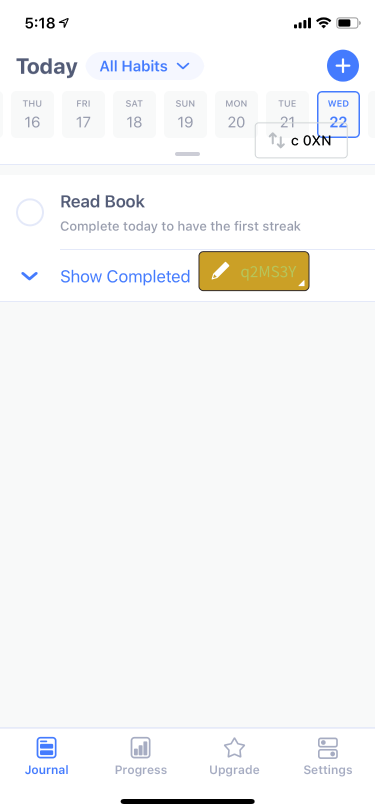 5:18
Today All Habits
THU FRI SAT SUN MON TUE WED
16 17 18 19 20 21 22
c 0XN
Read Book
Complete today to have the first streak
Show Completed q2MS3Y
Journal Progress Upgrade Settings